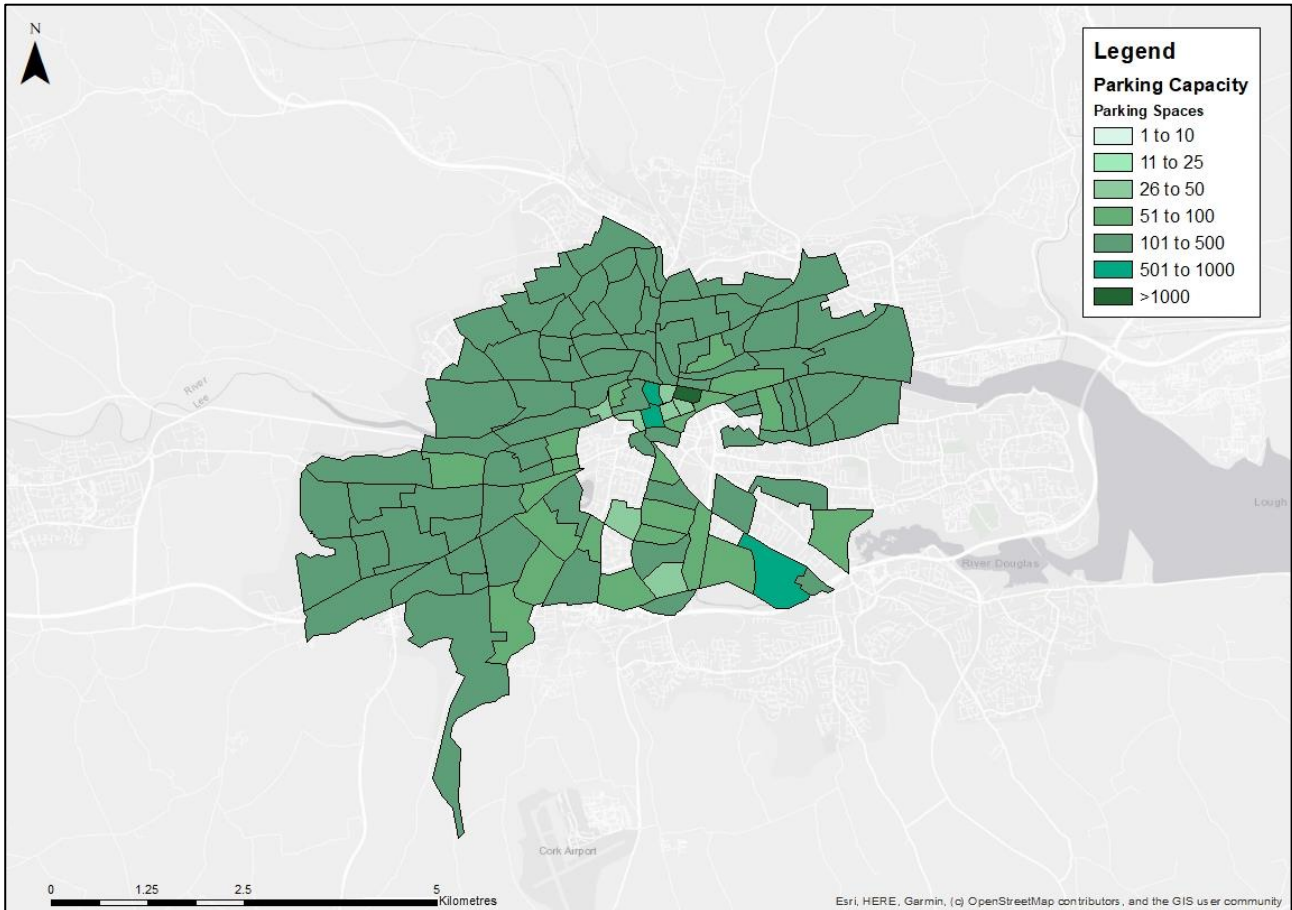 N
Legend
Parking Capacity
Parking Spaces
1 to 10
11 to 25
26 to 50
51 to 100
101 to 500
501 to 1000
>1000
River
Lee
Lough
River Douglas
Cork Airport
0 1.25 2.5 5
Kilometres
Esri, HERE, Garmin, (c) OpenStreetMap contributors, and the GIS user community